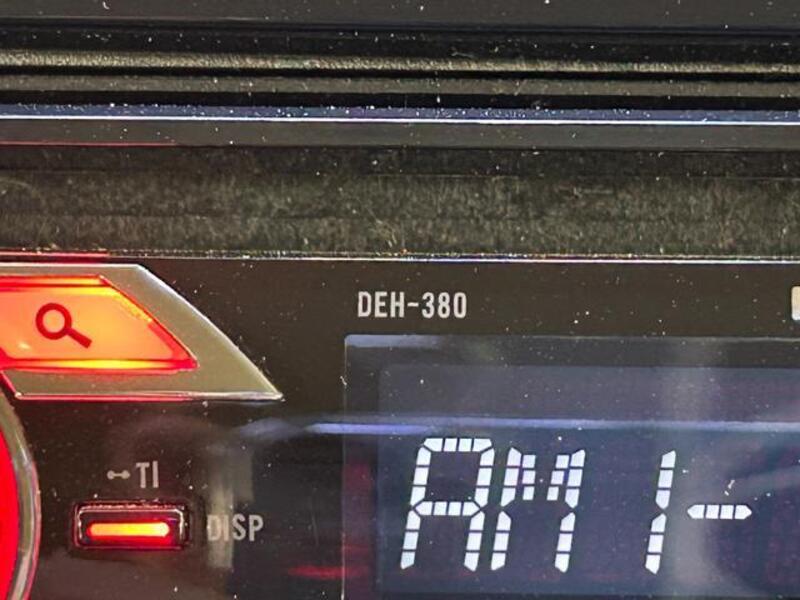 DEH-380
AM 1-
TI
DISP